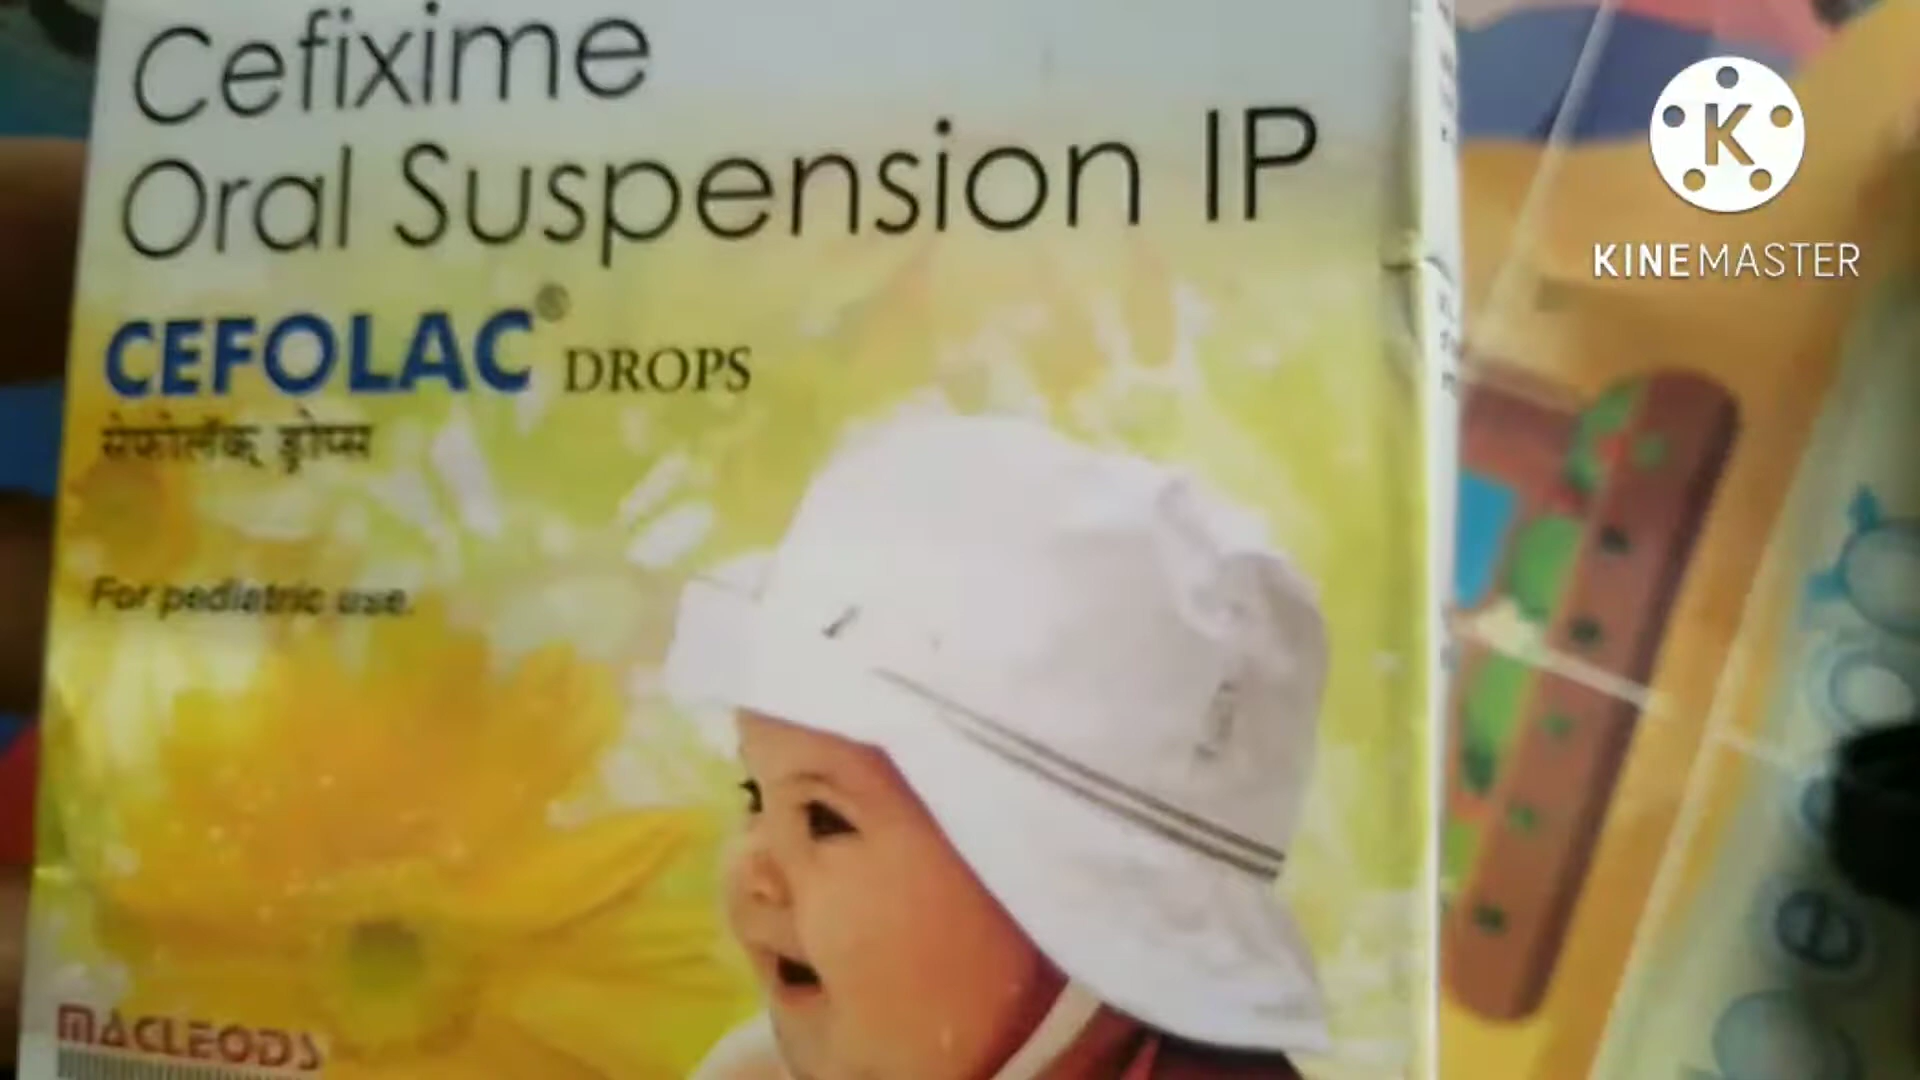 Cefixime
Oral Suspension IP
CEFOLAC® DROPS
सेफोलॅक् ड्रोप्स
For pediatric use.
MACLEODS
K
KINEMASTER